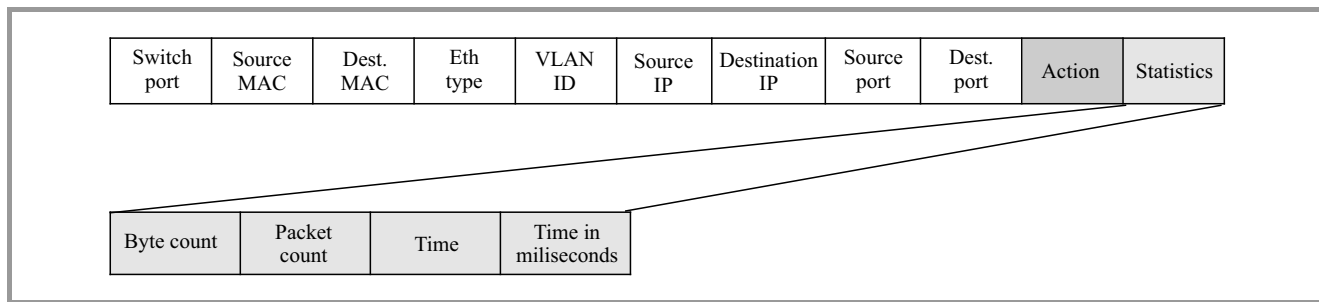 Switch port
Source MAC
Dest. MAC
Eth type
VLAN ID
Source IP
Destination IP
Source port
Dest. port
Action
Statistics
Byte count
Packet count
Time
Time in miliseconds